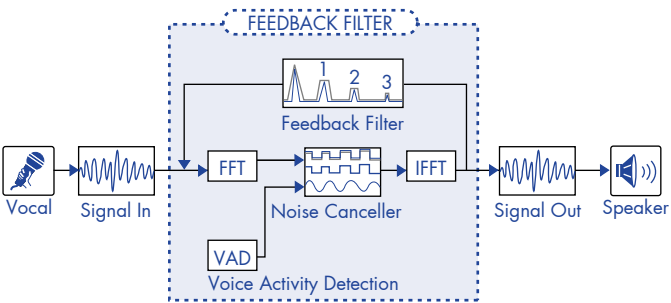 FEEDBACK FILTER
1 2 3
Feedback Filter
FFT
IFFT
Vocal
Signal In
Noise Canceller
Signal Out
Speaker
VAD
Voice Activity Detection